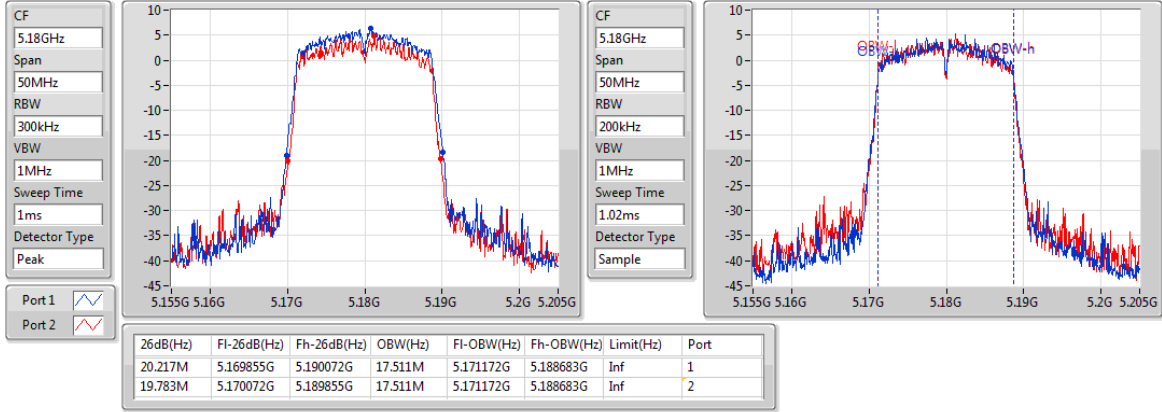 CF
5.18GHz
Span
50MHz
RBW
300kHz
VBW
1MHz
Sweep Time
1ms
Detector Type
Peak
Port 1
Port 2
10
5
0
-5
-10
-15
-20
-25
-30
-35
-40
-45
5.155G 5.16G 5.17G 5.18G 5.19G 5.2G 5.205G
CF
5.18GHz
Span
50MHz
RBW
200kHz
VBW
1MHz
Sweep Time
1.02ms
Detector Type
Sample
10
5
0
-5
-10
-15
-20
-25
-30
-35
-40
-45
OBW-h
5.155G 5.16G 5.17G 5.18G 5.19G 5.2G 5.205G
26dB(Hz) Fl-26dB(Hz) Fh-26dB(Hz) OBW(Hz) Fl-OBW(Hz) Fh-OBW(Hz) Limit(Hz) Port
20.217M 5.169855G 5.190072G 17.511M 5.171172G 5.188683G Inf 1
19.783M 5.170072G 5.189855G 17.511M 5.171172G 5.188683G Inf 2